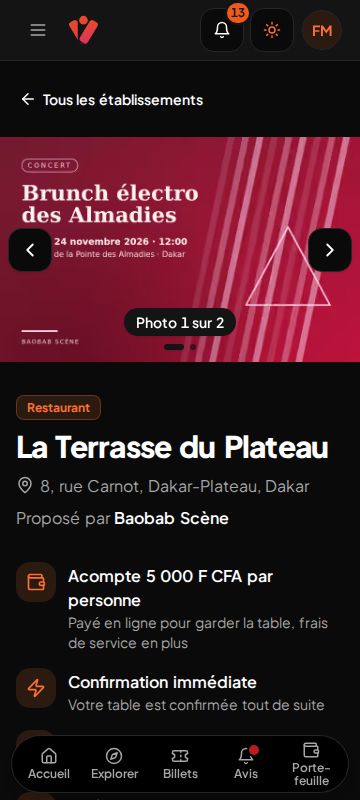 13
FM
Tous les établissements
CONCERT
Brunch électro
des Almadies
24 novembre 2026 · 12:00
de la Pointe des Almadies · Dakar
Photo 1 sur 2
BAOBAB SCÈNE
Restaurant
La Terrasse du Plateau
8, rue Carnot, Dakar-Plateau, Dakar
Proposé par Baobab Scène
Acompte 5 000 F CFA par
personne
Payé en ligne pour garder la table, frais
de service en plus
Confirmation immédiate
Votre table est confirmée tout de suite
Accueil
Explorer
Billets
Avis
Porte-
feuille